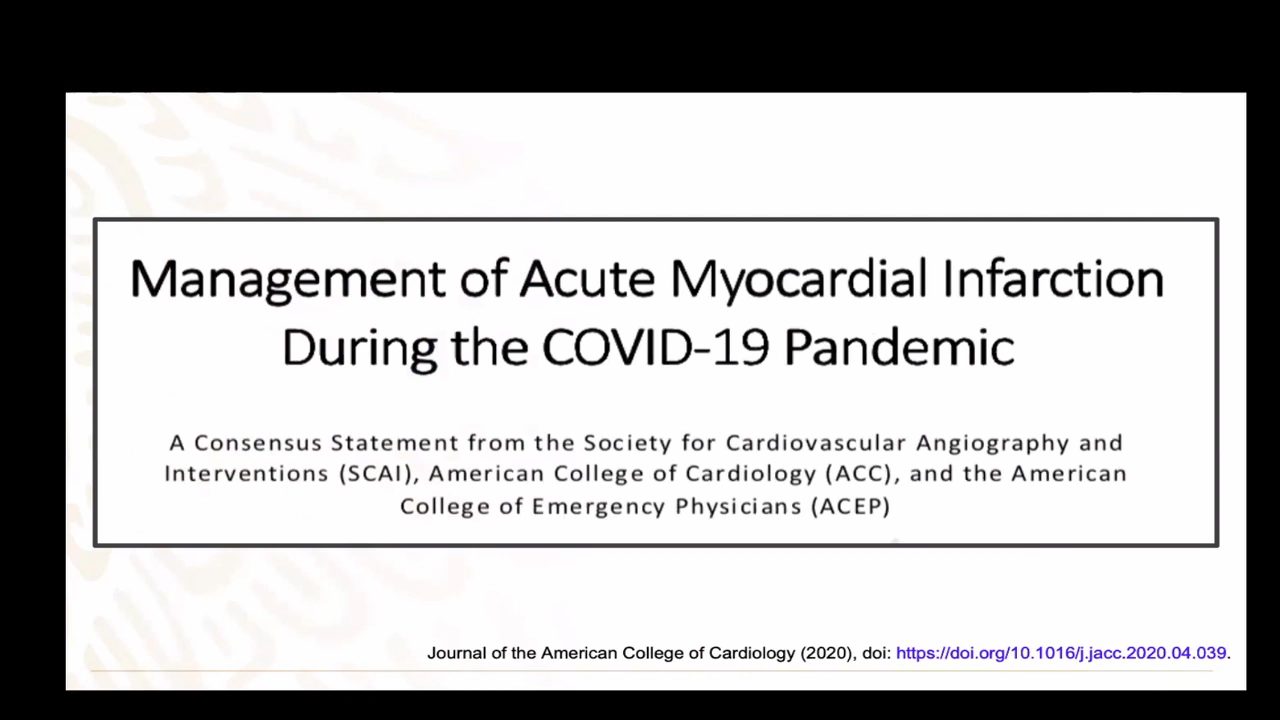 Management of Acute Myocardial Infarction
During the COVID-19 Pandemic
A Consensus Statement from the Society for Cardiovascular Angiography and
Interventions (SCAI), American College of Cardiology (ACC), and the American
College of Emergency Physicians (ACEP)
Journal of the American College of Cardiology (2020), doi: https://doi.org/10.1016/j.jacc.2020.04.039.